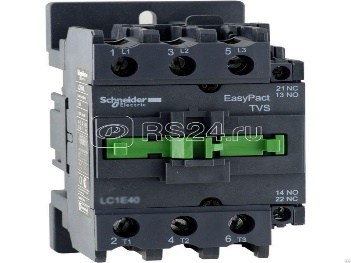 1 L1 3 L2 5 L3
21 NC
13 NO
Schneider
Electric
EasyPact
TVS
RS24.ru
LC1E40
14 NO
22 NC
2 T1 4 T2 6 T3